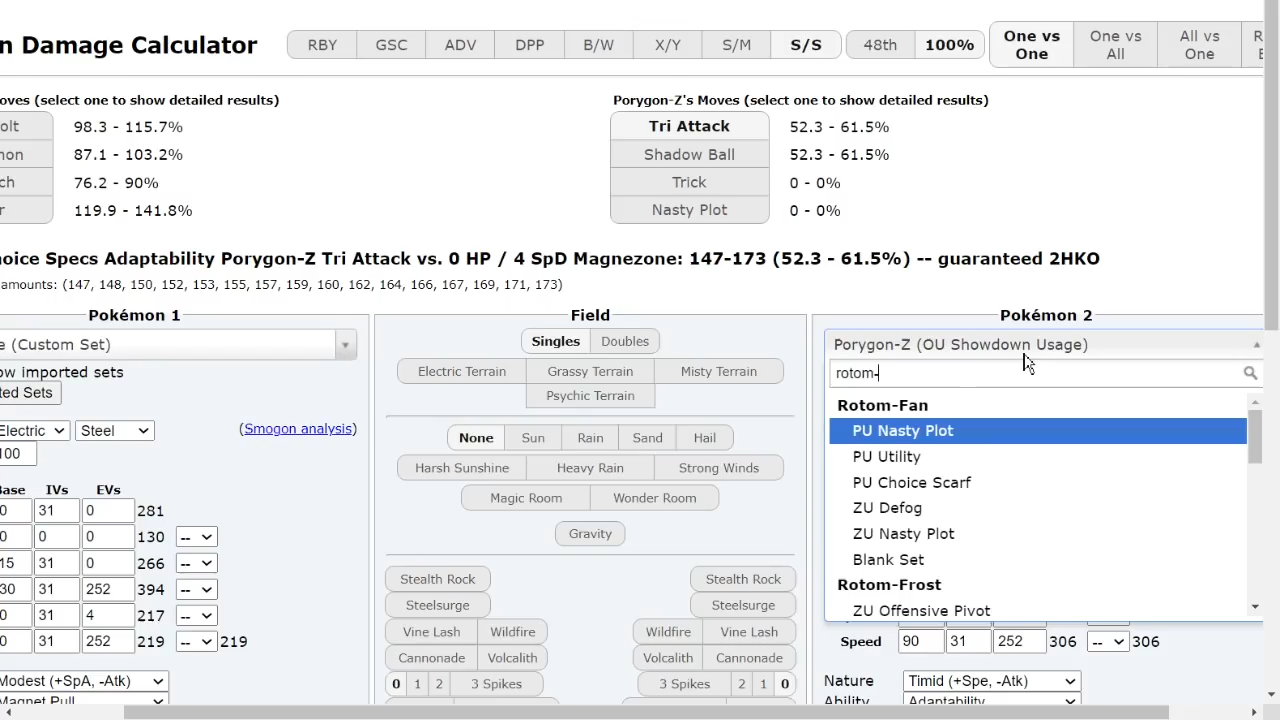 n Damage Calculator
RBY GSC ADV DPP B/W X/Y S/M S/S 48th 100% One vs One One vs All All vs One
oves (select one to show detailed results)
olt 98.3 - 115.7%
non 87.1 - 103.2%
ch 76.2 - 90%
r 119.9 - 141.8%
Porygon-Z's Moves (select one to show detailed results)
Tri Attack 52.3 - 61.5%
Shadow Ball 52.3 - 61.5%
Trick 0 - 0%
Nasty Plot 0 - 0%
oice Specs Adaptability Porygon-Z Tri Attack vs. 0 HP / 4 SpD Magnezone: 147-173 (52.3 - 61.5%) -- guaranteed 2HKO
amounts: (147, 148, 150, 152, 153, 155, 157, 159, 160, 162, 164, 166, 167, 169, 171, 173)
Pokémon 1
e (Custom Set)
ow imported sets
ted Sets
Electric Steel (Smogon analysis)
100
Base IVs EVs
0 31 0 281
0 0 0 130 --
15 31 0 266 --
30 31 252 394 --
0 31 4 217 --
0 31 252 219 -- 219
Modest (+SpA, -Atk)
Magnet Pull
Field
Singles Doubles
Electric Terrain Grassy Terrain Misty Terrain
Psychic Terrain
None Sun Rain Sand Hail
Harsh Sunshine Heavy Rain Strong Winds
Magic Room Wonder Room
Gravity
Stealth Rock Stealth Rock
Steelsurge Steelsurge
Vine Lash Wildfire Wildfire Vine Lash
Cannonade Volcalith Volcalith Cannonade
0 1 2 3 Spikes 3 Spikes 2 1 0
Pokémon 2
Porygon-Z (OU Showdown Usage)
rotom-
Rotom-Fan
PU Nasty Plot
PU Utility
PU Choice Scarf
ZU Defog
ZU Nasty Plot
Blank Set
Rotom-Frost
ZU Offensive Pivot
Speed 90 31 252 306 -- 306
Nature Timid (+Spe, -Atk)
Ability Adaptability